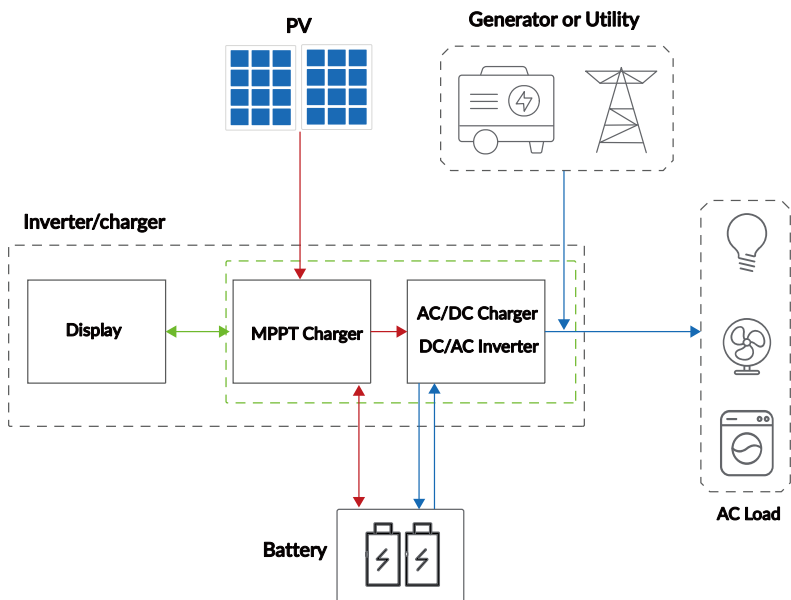 PV
Generator or Utility
Inverter/charger
Display
MPPT Charger
AC/DC Charger
DC/AC Inverter
AC Load
Battery